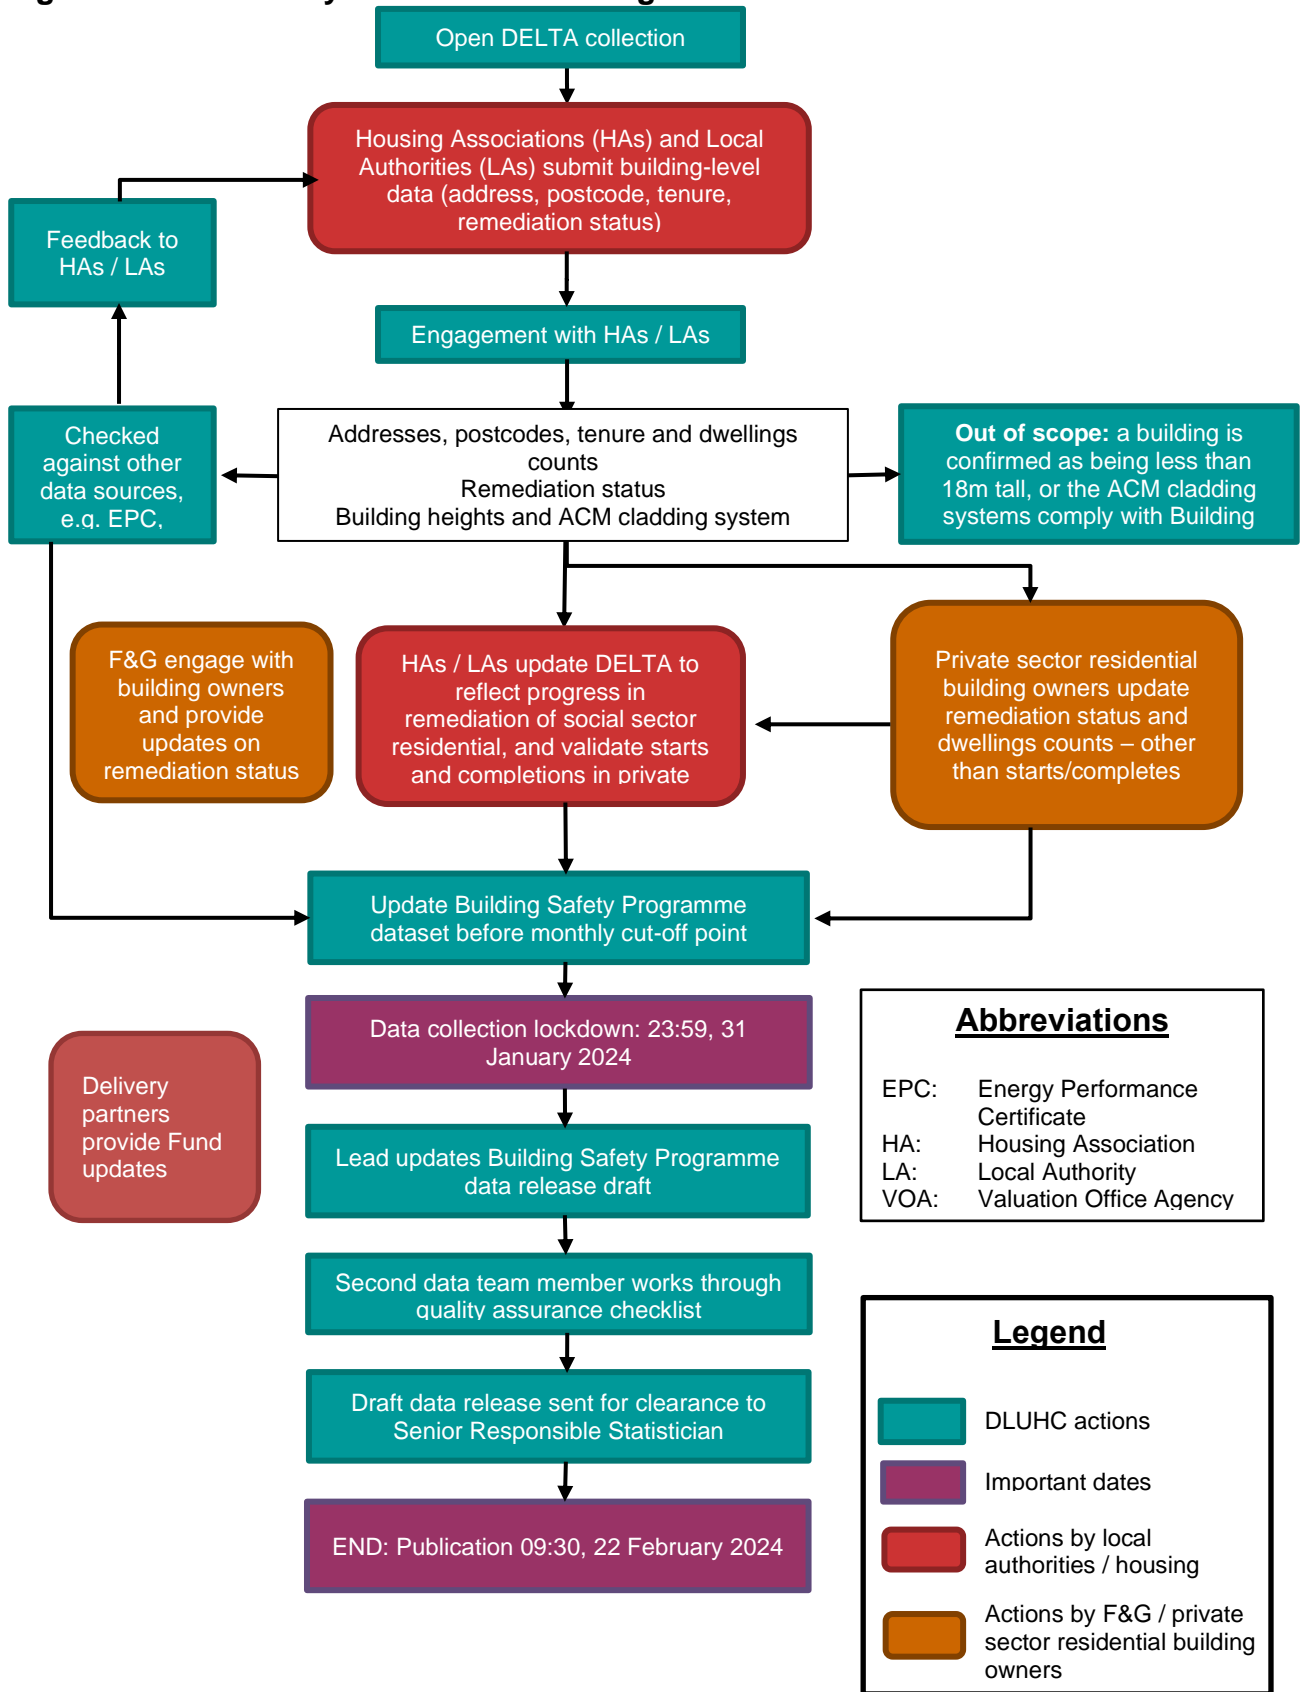 Open DELTA collection
Housing Associations (HAs) and Local
Authorities (LAs) submit building-level
data (address, postcode, tenure,
remediation status)
Feedback to
HAs / LAs
Engagement with HAs / LAs
Checked
against other
data sources,
e.g. EPC,
Addresses, postcodes, tenure and dwellings
counts
Remediation status
Building heights and ACM cladding system
Out of scope: a building is
confirmed as being less than
18m tall, or the ACM cladding
systems comply with Building
F&G engage with
building owners
and provide
updates on
remediation status
HAs / LAs update DELTA to
reflect progress in
remediation of social sector
residential, and validate starts
and completions in private
Private sector residential
building owners update
remediation status and
dwellings counts – other
than starts/completes
Update Building Safety Programme
dataset before monthly cut-off point
Data collection lockdown: 23:59, 31
January 2024
Delivery
partners
provide Fund
updates
Lead updates Building Safety Programme
data release draft
Second data team member works through
quality assurance checklist
Draft data release sent for clearance to
Senior Responsible Statistician
END: Publication 09:30, 22 February 2024
Abbreviations
EPC: Energy Performance
Certificate
HA: Housing Association
LA: Local Authority
VOA: Valuation Office Agency
Legend
DLUHC actions
Important dates
Actions by local
authorities / housing
Actions by F&G / private
sector residential building
owners